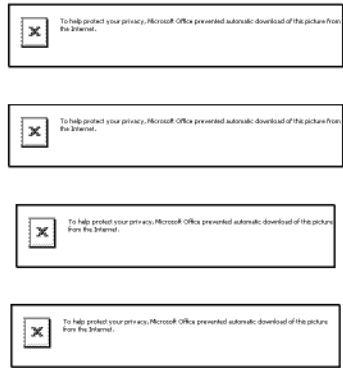 To help protect your privacy, Microsoft Office prevented automatic download of this picture from
the Internet.
To help protect your privacy, Microsoft Office prevented automatic download of this picture from
the Internet.
To help protect your privacy, Microsoft Office prevented automatic download of this picture
from the Internet.
To help protect your privacy, Microsoft Office prevented automatic download of this picture
from the Internet.